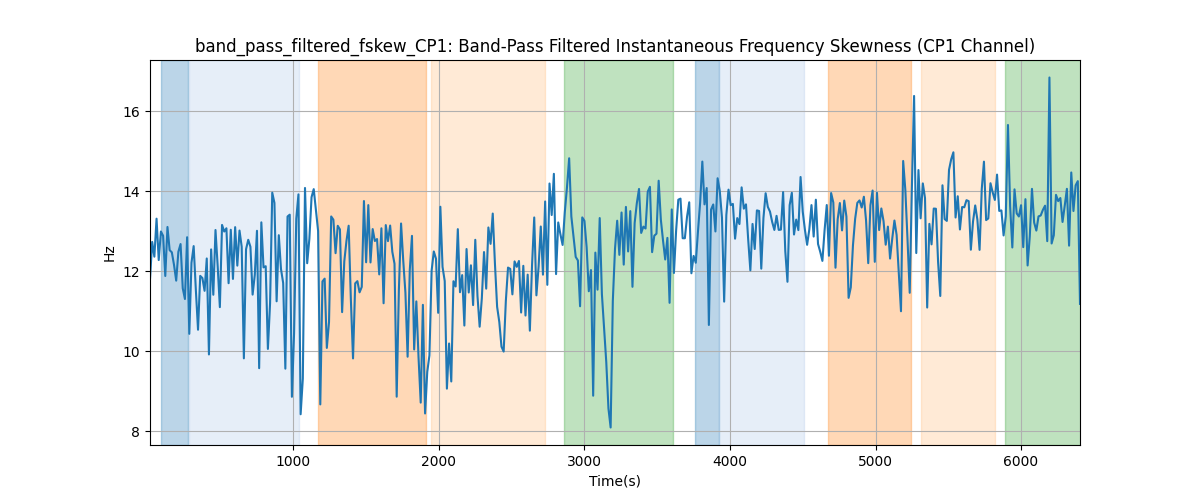 band_pass_filtered_fskew_CP1: Band-Pass Filtered Instantaneous Frequency Skewness (CP1 Channel)
16
14
12
10
8
Hz
1000 2000 3000 4000 5000 6000
Time(s)